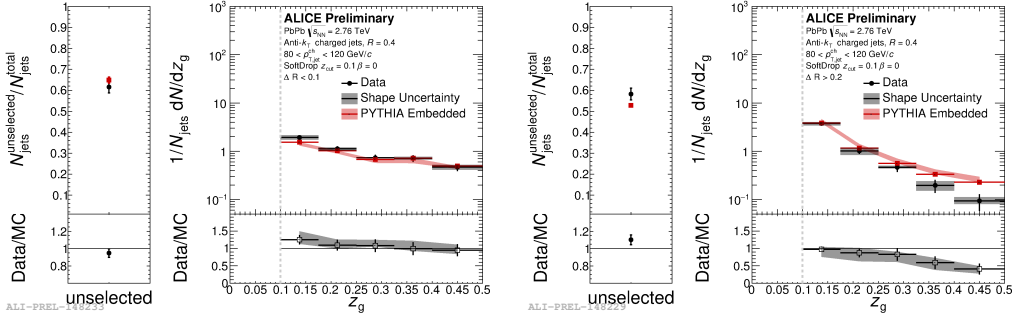 N_jets^unselected/N_jets^total
1
0.9
0.8
0.7
0.6
0.5
0.4
0.3
0.2
0.1
Data/MC
1.2
1
0.8
unselected
1/N_jets dN/dz_g
10^3
10^2
10
1
10^-1
ALICE Preliminary
PbPb √s_NN = 2.76 TeV
Anti-k_T charged jets, R = 0.4
80 < p_T,jet^ch < 120 GeV/c
SoftDrop z_cut = 0.1 β = 0
Δ R < 0.1
Data
Shape Uncertainty
PYTHIA Embedded
Data/MC
1.5
1
0.5
0
0 0.05 0.1 0.15 0.2 0.25 0.3 0.35 0.4 0.45 0.5
z_g
ALI-PREL-148233
N_jets^unselected/N_jets^total
1
0.9
0.8
0.7
0.6
0.5
0.4
0.3
0.2
0.1
Data/MC
1.2
1
0.8
unselected
1/N_jets dN/dz_g
10^3
10^2
10
1
10^-1
ALICE Preliminary
PbPb √s_NN = 2.76 TeV
Anti-k_T charged jets, R = 0.4
80 < p_T,jet^ch < 120 GeV/c
SoftDrop z_cut = 0.1 β = 0
Δ R > 0.2
Data
Shape Uncertainty
PYTHIA Embedded
Data/MC
1.5
1
0.5
0
0 0.05 0.1 0.15 0.2 0.25 0.3 0.35 0.4 0.45 0.5
z_g
ALI-PREL-148229